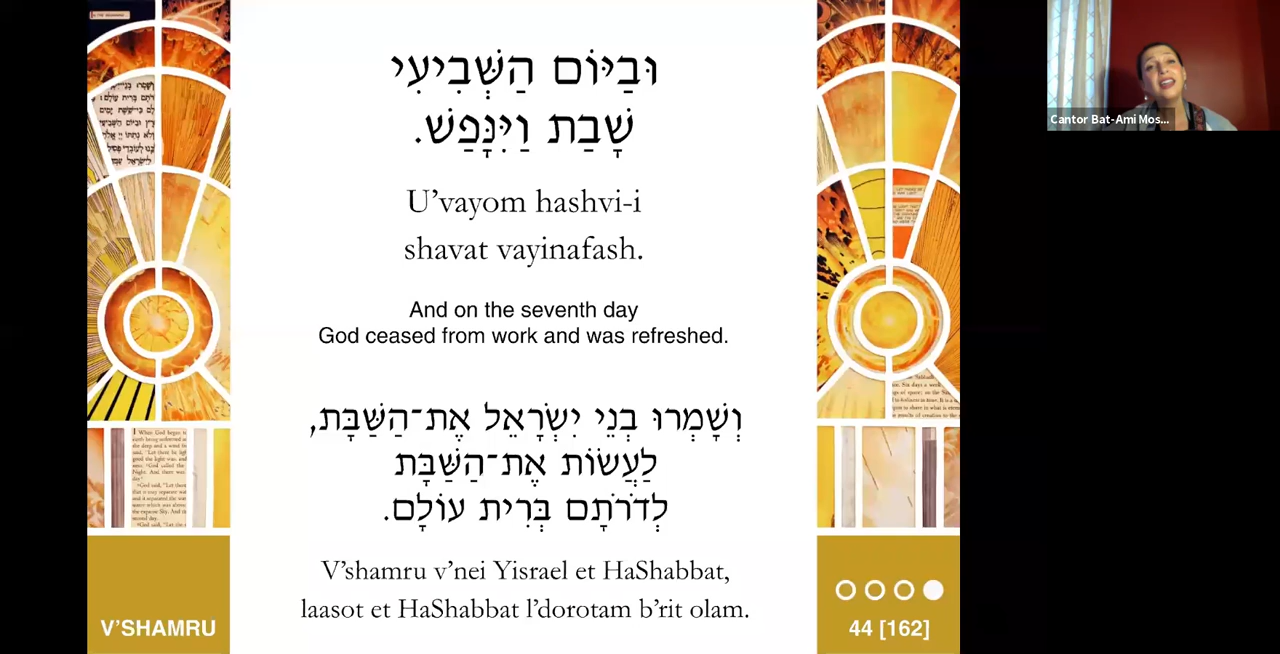 וּבַיּוֹם הַשְּׁבִיעִי
שָׁבַת וַיִּנָּפַשׁ.
U’vayom hashvi-i
shavat vayinafash.
And on the seventh day
God ceased from work and was refreshed.
וְשָׁמְרוּ בְנֵי יִשְׂרָאֵל אֶת־הַשַּׁבָּת,
לַעֲשׂוֹת אֶת־הַשַּׁבָּת
לְדֹרֹתָם בְּרִית עוֹלָם.
V’shamru v’nei Yisrael et HaShabbat,
laasot et HaShabbat l’dorotam b’rit olam.
V’SHAMRU
44 [162]
Cantor Bat-Ami Mos...